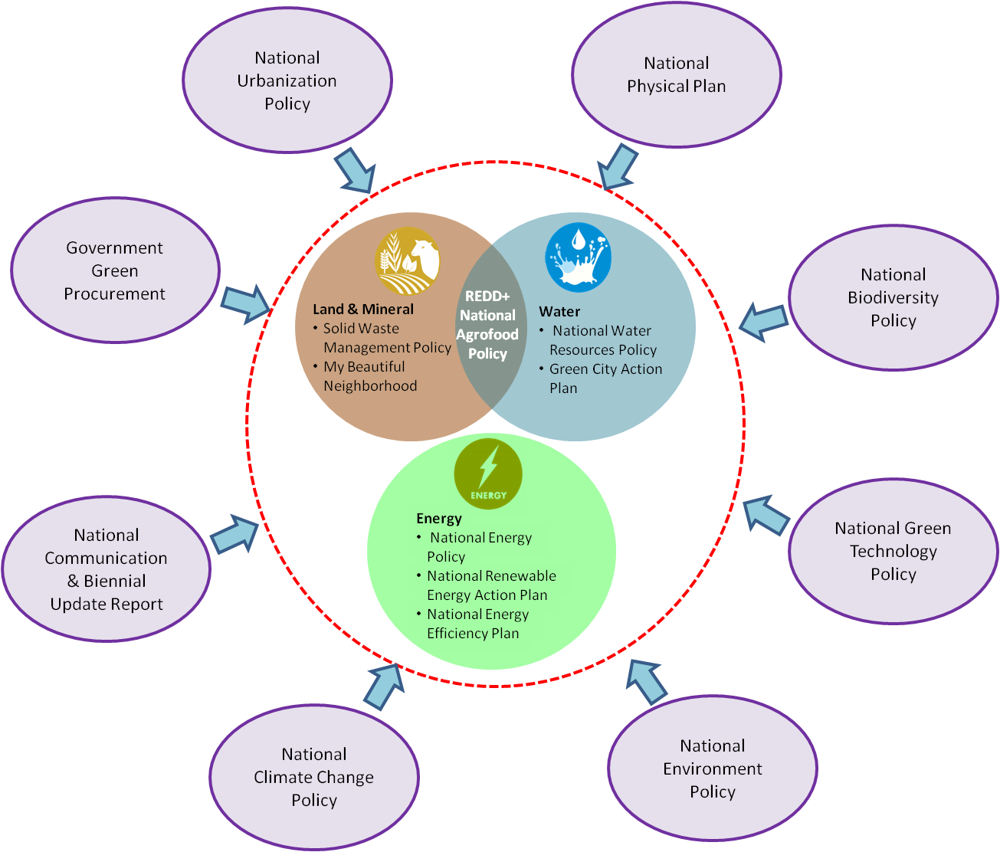 National
Urbanization
Policy
National
Physical Plan
Government
Green
Procurement
National
Biodiversity
Policy
Land & Mineral
• Solid Waste
Management Policy
• My Beautiful
Neighborhood
REDD+
National
Agrofood
Policy
Water
• National Water
Resources Policy
• Green City Action
Plan
ENERGY
Energy
• National Energy
Policy
• National Renewable
Energy Action Plan
• National Energy
Efficiency Plan
National
Communication
& Biennial
Update Report
National Green
Technology
Policy
National
Climate Change
Policy
National
Environment
Policy